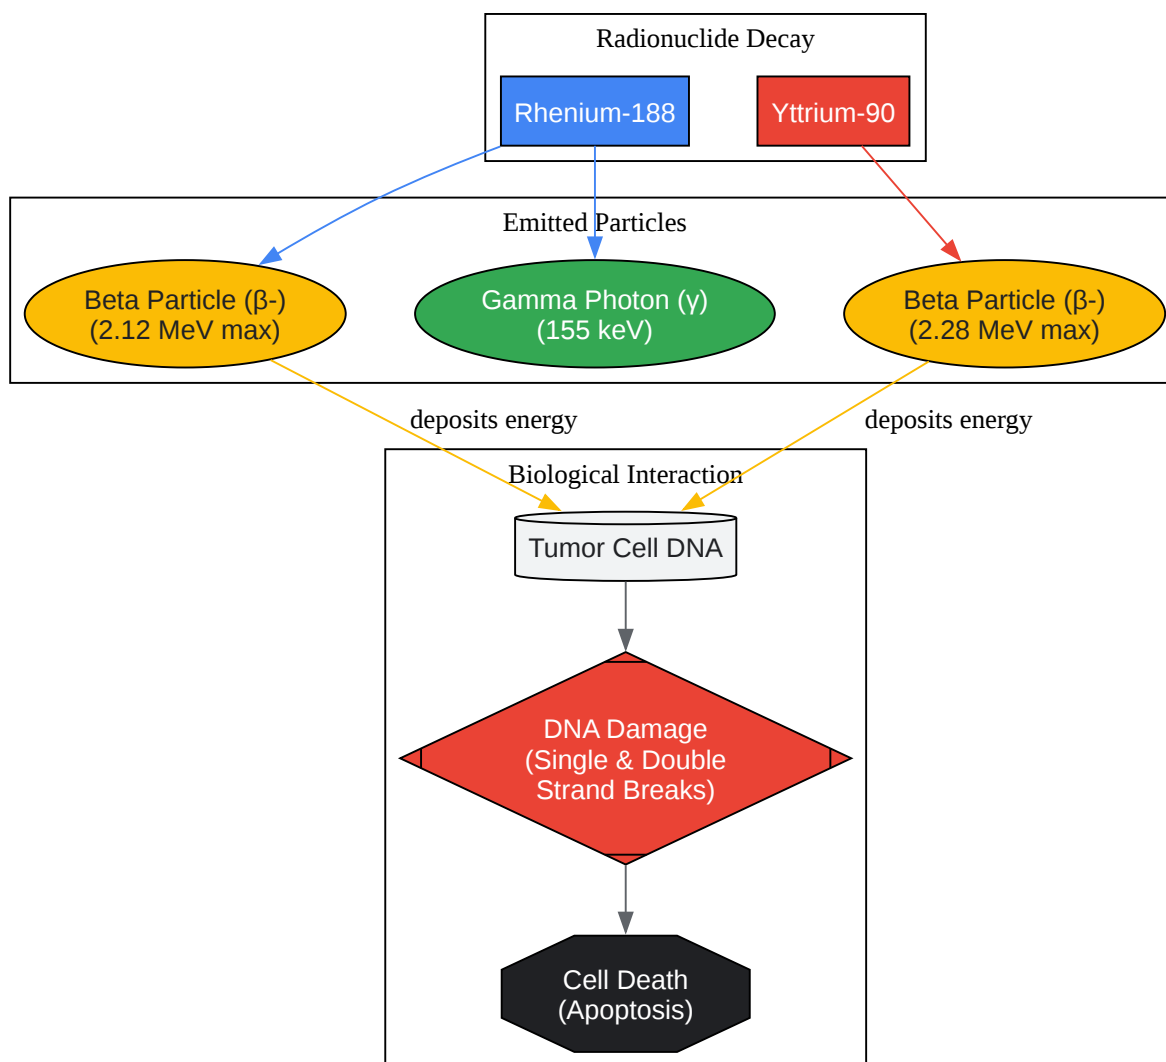 Radionuclide Decay
Rhenium-188
Yttrium-90
Emitted Particles
Beta Particle (β-)
(2.12 MeV max)
Gamma Photon (γ)
(155 keV)
Beta Particle (β-)
(2.28 MeV max)
deposits energy
deposits energy
Biological Interaction
Tumor Cell DNA
DNA Damage
(Single & Double
Strand Breaks)
Cell Death
(Apoptosis)